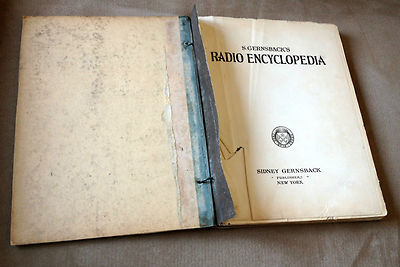 S. GERNSBACK'S
RADIO ENCYCLOPEDIA
SIDNEY GERNSBACK
PUBLISHER
NEW YORK